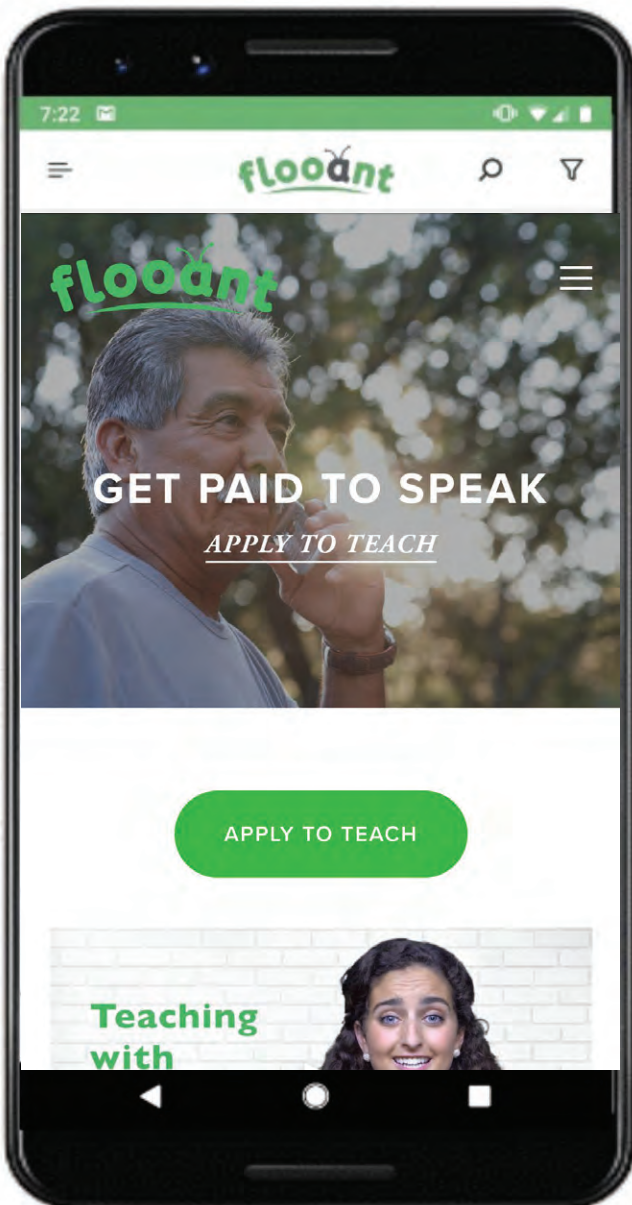 7:22
flooant
flooant
GET PAID TO SPEAK
APPLY TO TEACH
APPLY TO TEACH
Teaching
with